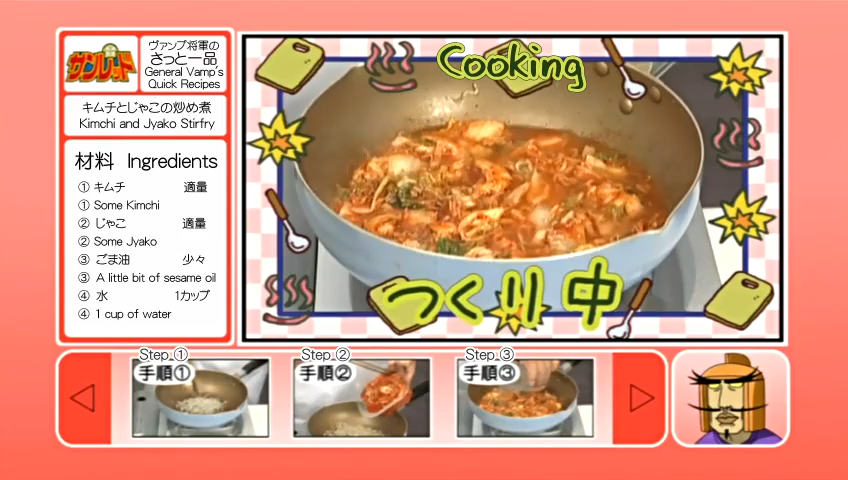 サンレッド
ヴァンプ将軍の
さっと一品
General Vamp's
Quick Recipes
キムチとじゃこの炒め煮
Kimchi and Jyako Stirfry
材料 Ingredients
① キムチ 適量
① Some Kimchi
② じゃこ 適量
② Some Jyako
③ ごま油 少々
③ A little bit of sesame oil
④ 水 1カップ
④ 1 cup of water
Cooking
つくり中
Step ①
手順①
Step ②
手順②
Step ③
手順③